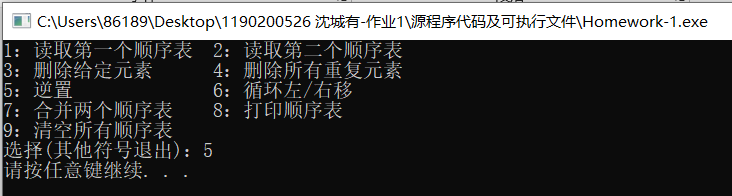 C:\Users\86189\Desktop\1190200526 沈城有-作业1\源程序代码及可执行文件\Homework-1.exe
1: 读取第一个顺序表 2: 读取第二个顺序表
3: 删除给定元素 4: 删除所有重复元素
5: 逆置 6: 循环左/右移
7: 合并两个顺序表 8: 打印顺序表
9: 清空所有顺序表
选择(其他符号退出): 5
请按任意键继续. . .